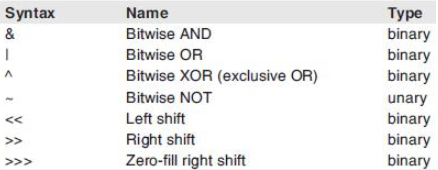 Syntax Name Type
& Bitwise AND binary
| Bitwise OR binary
^ Bitwise XOR (exclusive OR) binary
~ Bitwise NOT unary
<< Left shift binary
>> Right shift binary
>>> Zero-fill right shift binary